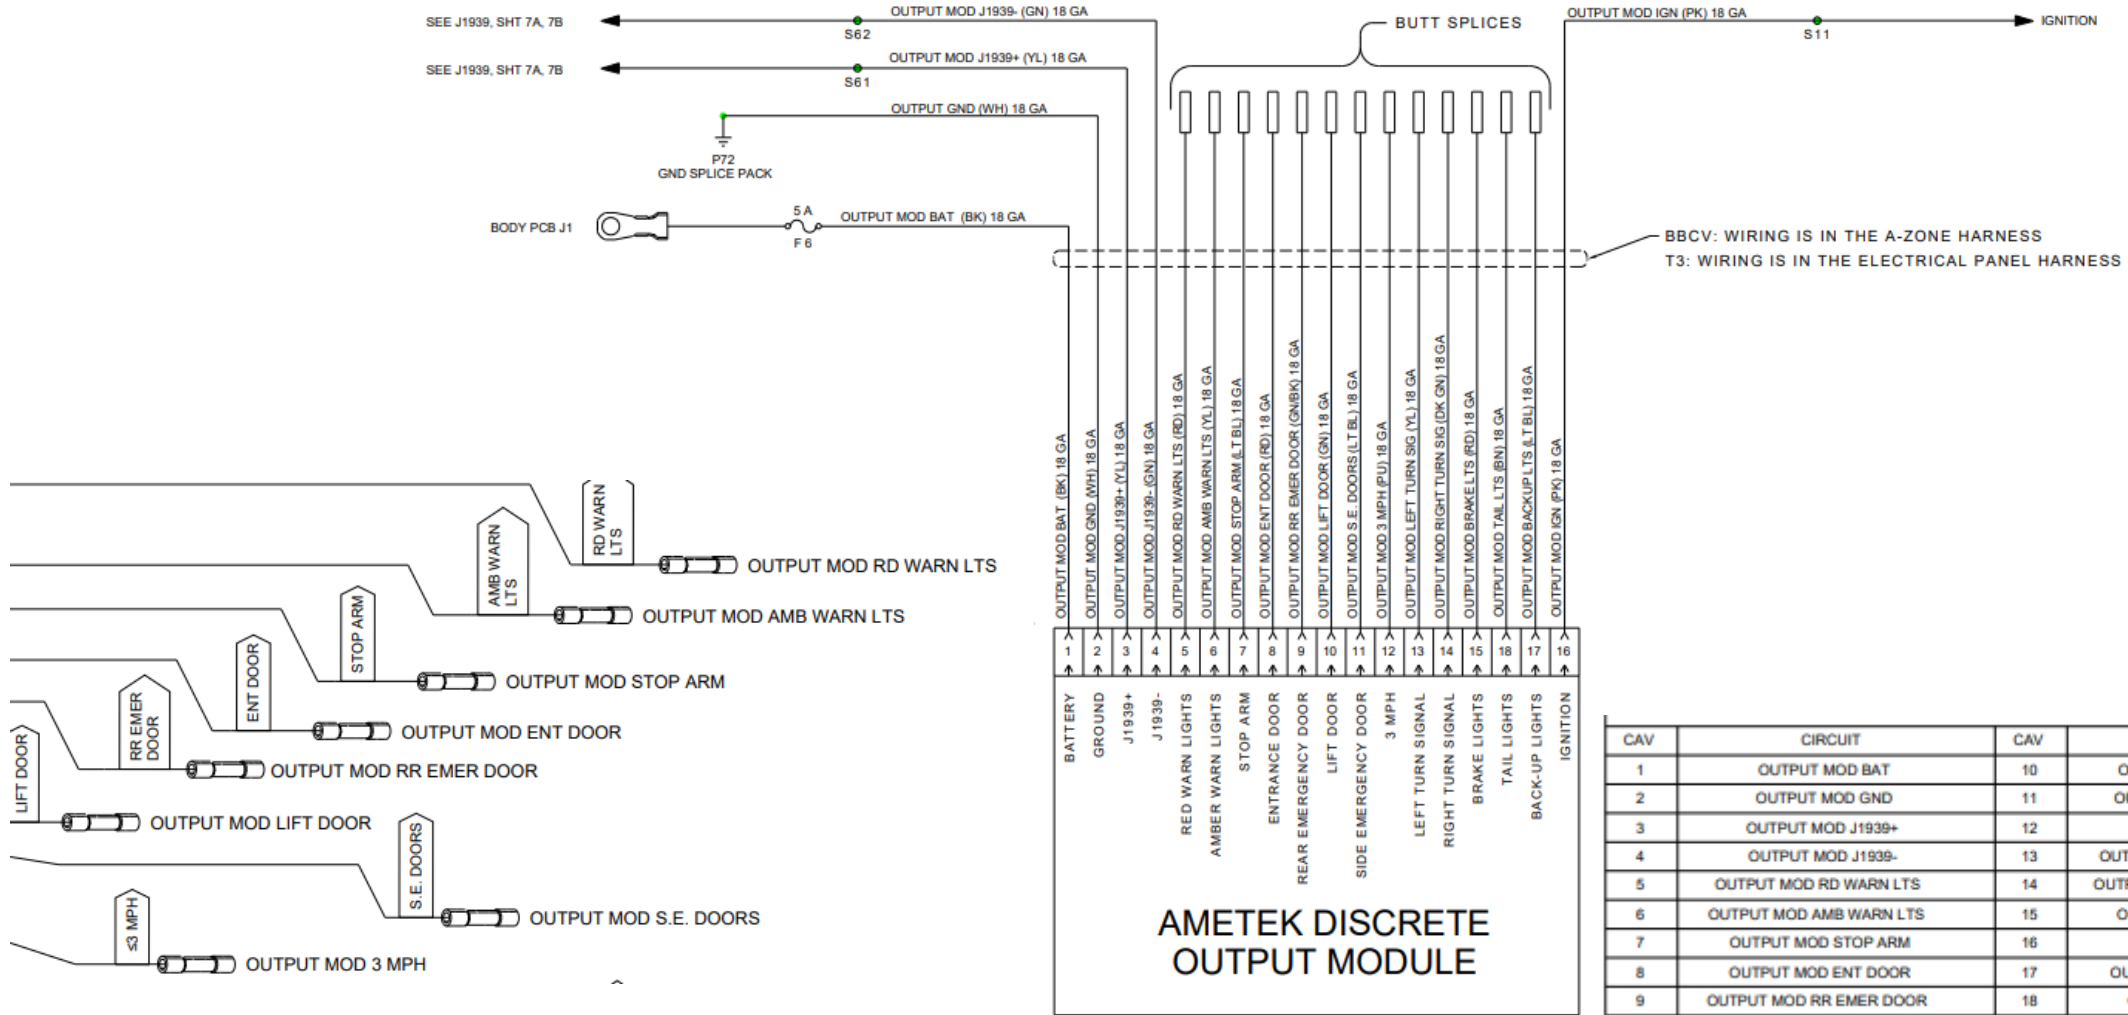 SEE J1939, SHT 7A, 7B
OUTPUT MOD J1939- (GN) 18 GA
S62
SEE J1939, SHT 7A, 7B
OUTPUT MOD J1939+ (YL) 18 GA
S61
OUTPUT GND (WH) 18 GA
P72
GND SPLICE PACK
BODY PCB J1
5 A
F 6
OUTPUT MOD BAT (BK) 18 GA
BUTT SPLICES
OUTPUT MOD IGN (PK) 18 GA
S11
IGNITION
BBCV: WIRING IS IN THE A-ZONE HARNESS
T3: WIRING IS IN THE ELECTRICAL PANEL HARNESS
OUTPUT MOD BAT (BK) 18 GA
OUTPUT MOD GND (WH) 18 GA
OUTPUT MOD J1939+ (YL) 18 GA
OUTPUT MOD J1939- (GN) 18 GA
OUTPUT MOD RD WARN LTS (RD) 18 GA
OUTPUT MOD AMB WARN LTS (YL) 18 GA
OUTPUT MOD STOP ARM (LT BL) 18 GA
OUTPUT MOD ENT DOOR (RD) 18 GA
OUTPUT MOD RR EMER DOOR (GN/BK) 18 GA
OUTPUT MOD LIFT DOOR (GN) 18 GA
OUTPUT MOD S.E. DOORS (LT BL) 18 GA
OUTPUT MOD 3 MPH (PU) 18 GA
OUTPUT MOD LEFT TURN SIG (YL) 18 GA
OUTPUT MOD RIGHT TURN SIG (DK GN) 18 GA
OUTPUT MOD BRAKE LTS (RD) 18 GA
OUTPUT MOD TAIL LTS (BN) 18 GA
OUTPUT MOD BACKUP LTS (LT BL) 18 GA
OUTPUT MOD IGN (PK) 18 GA
1 2 3 4 5 6 7 8 9 10 11 12 13 14 15 18 17 16
BATTERY
GROUND
J1939+
J1939-
RED WARN LIGHTS
AMBER WARN LIGHTS
STOP ARM
ENTRANCE DOOR
REAR EMERGENCY DOOR
LIFT DOOR
SIDE EMERGENCY DOOR
3 MPH
LEFT TURN SIGNAL
RIGHT TURN SIGNAL
BRAKE LIGHTS
TAIL LIGHTS
BACK-UP LIGHTS
IGNITION
AMETEK DISCRETE
OUTPUT MODULE
RD WARN
LTS
OUTPUT MOD RD WARN LTS
AMB WARN
LTS
OUTPUT MOD AMB WARN LTS
STOP ARM
OUTPUT MOD STOP ARM
ENT DOOR
OUTPUT MOD ENT DOOR
RR EMER
DOOR
OUTPUT MOD RR EMER DOOR
LIFT DOOR
OUTPUT MOD LIFT DOOR
S.E. DOORS
OUTPUT MOD S.E. DOORS
≤3 MPH
OUTPUT MOD 3 MPH
CAV CIRCUIT CAV
1 OUTPUT MOD BAT 10
2 OUTPUT MOD GND 11
3 OUTPUT MOD J1939+ 12
4 OUTPUT MOD J1939- 13
5 OUTPUT MOD RD WARN LTS 14
6 OUTPUT MOD AMB WARN LTS 15
7 OUTPUT MOD STOP ARM 16
8 OUTPUT MOD ENT DOOR 17
9 OUTPUT MOD RR EMER DOOR 18